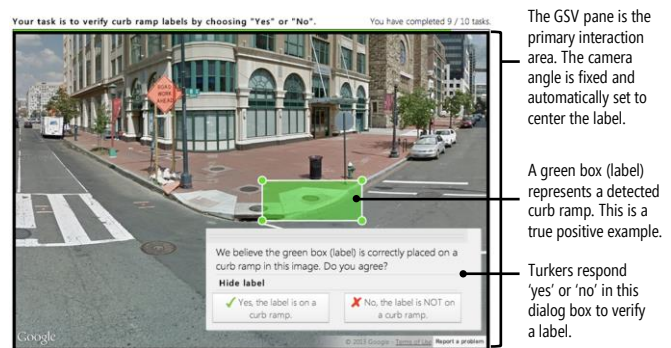 Your task is to verify curb ramp labels by choosing "Yes" or "No".
You have completed 9 / 10 tasks.
ROAD
WORK
AHEAD
We believe the green box (label) is correctly placed on a
curb ramp in this image. Do you agree?
Hide label
Yes, the label is on a
curb ramp.
No, the label is NOT on
a curb ramp.
Google
© 2013 Google - Terms of Use Report a problem
The GSV pane is the
primary interaction
area. The camera
angle is fixed and
automatically set to
center the label.
A green box (label)
represents a detected
curb ramp. This is a
true positive example.
Turkers respond
‘yes’ or ‘no’ in this
dialog box to verify
a label.